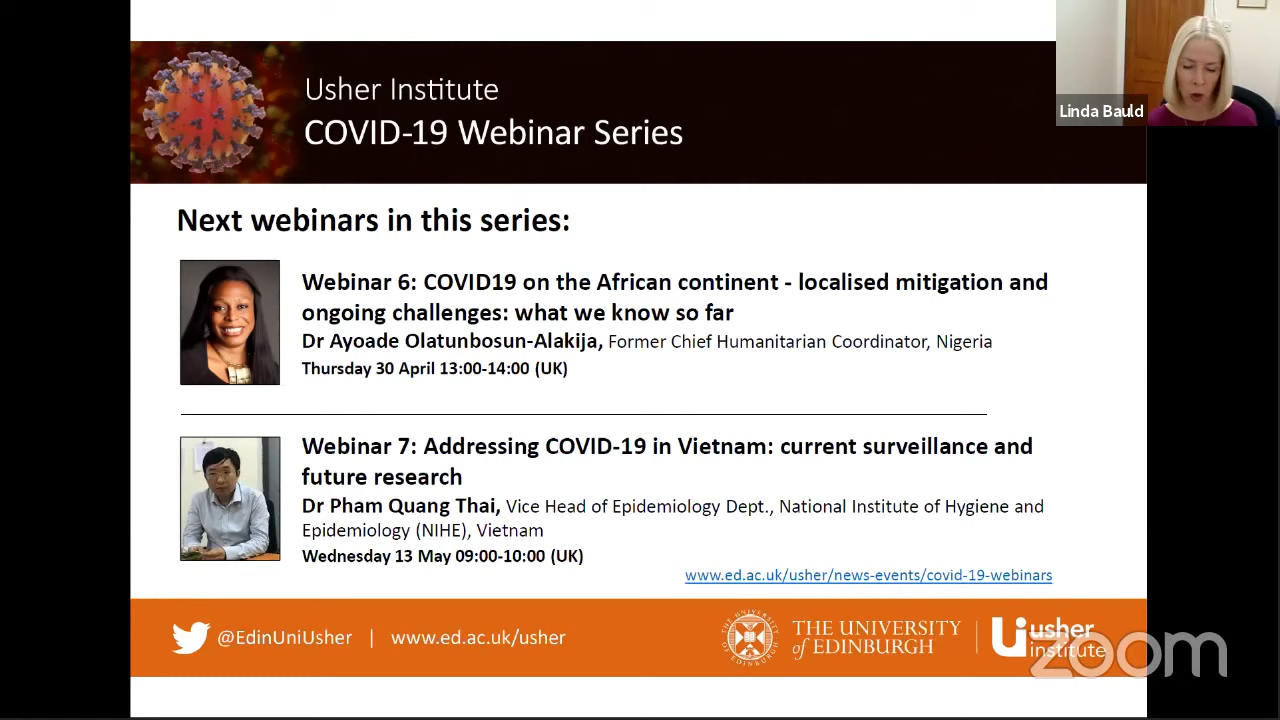 Usher Institute
COVID-19 Webinar Series
Linda Bauld
Next webinars in this series:
Webinar 6: COVID19 on the African continent - localised mitigation and
ongoing challenges: what we know so far
Dr Ayoade Olatunbosun-Alakija, Former Chief Humanitarian Coordinator, Nigeria
Thursday 30 April 13:00-14:00 (UK)
Webinar 7: Addressing COVID-19 in Vietnam: current surveillance and
future research
Dr Pham Quang Thai, Vice Head of Epidemiology Dept., National Institute of Hygiene and
Epidemiology (NIHE), Vietnam
Wednesday 13 May 09:00-10:00 (UK)
www.ed.ac.uk/usher/news-events/covid-19-webinars
@EdinUniUsher | www.ed.ac.uk/usher
THE UNIVERSITY
of EDINBURGH
usher
institute
zoom